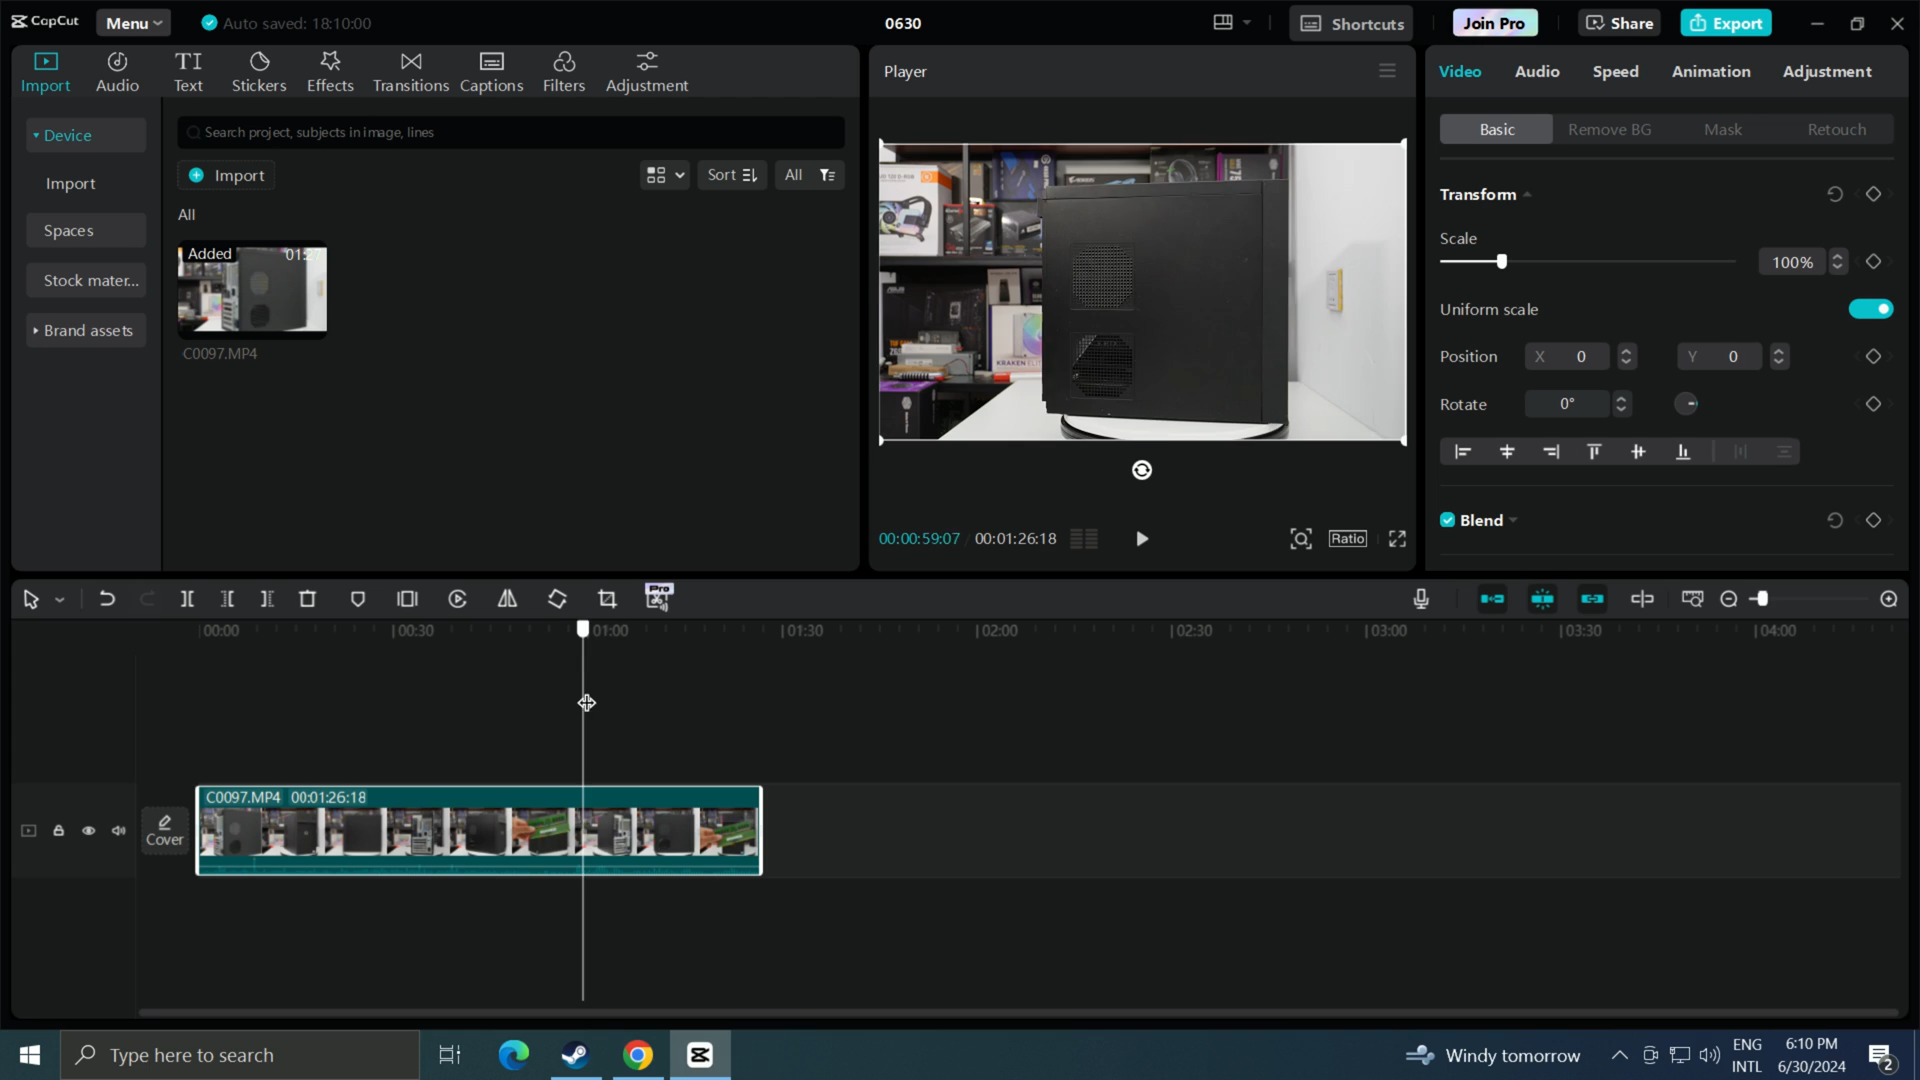 CapCut
Menu
Auto saved: 18:10:00
0630
Shortcuts
Join Pro
Share
Export
Import
Audio
TI
Text
Stickers
Effects
Transitions
Captions
Filters
Adjustment
Device
Import
Spaces
Stock mater...
Brand assets
Search project, subjects in image, lines
Import
Sort
All
All
Added
01:27
C0097.MP4
Player
00:00:59:07
00:01:26:18
Ratio
Video
Audio
Speed
Animation
Adjustment
Basic
Remove BG
Mask
Retouch
Transform
Scale
100%
Uniform scale
Position
X 0
Y 0
Rotate
0°
Blend
Pro
00:00
00:30
01:00
01:30
02:00
02:30
03:00
03:30
04:00
Cover
C0097.MP4 00:01:26:18
Type here to search
Windy tomorrow
ENG
INTL
6:10 PM
6/30/2024
2